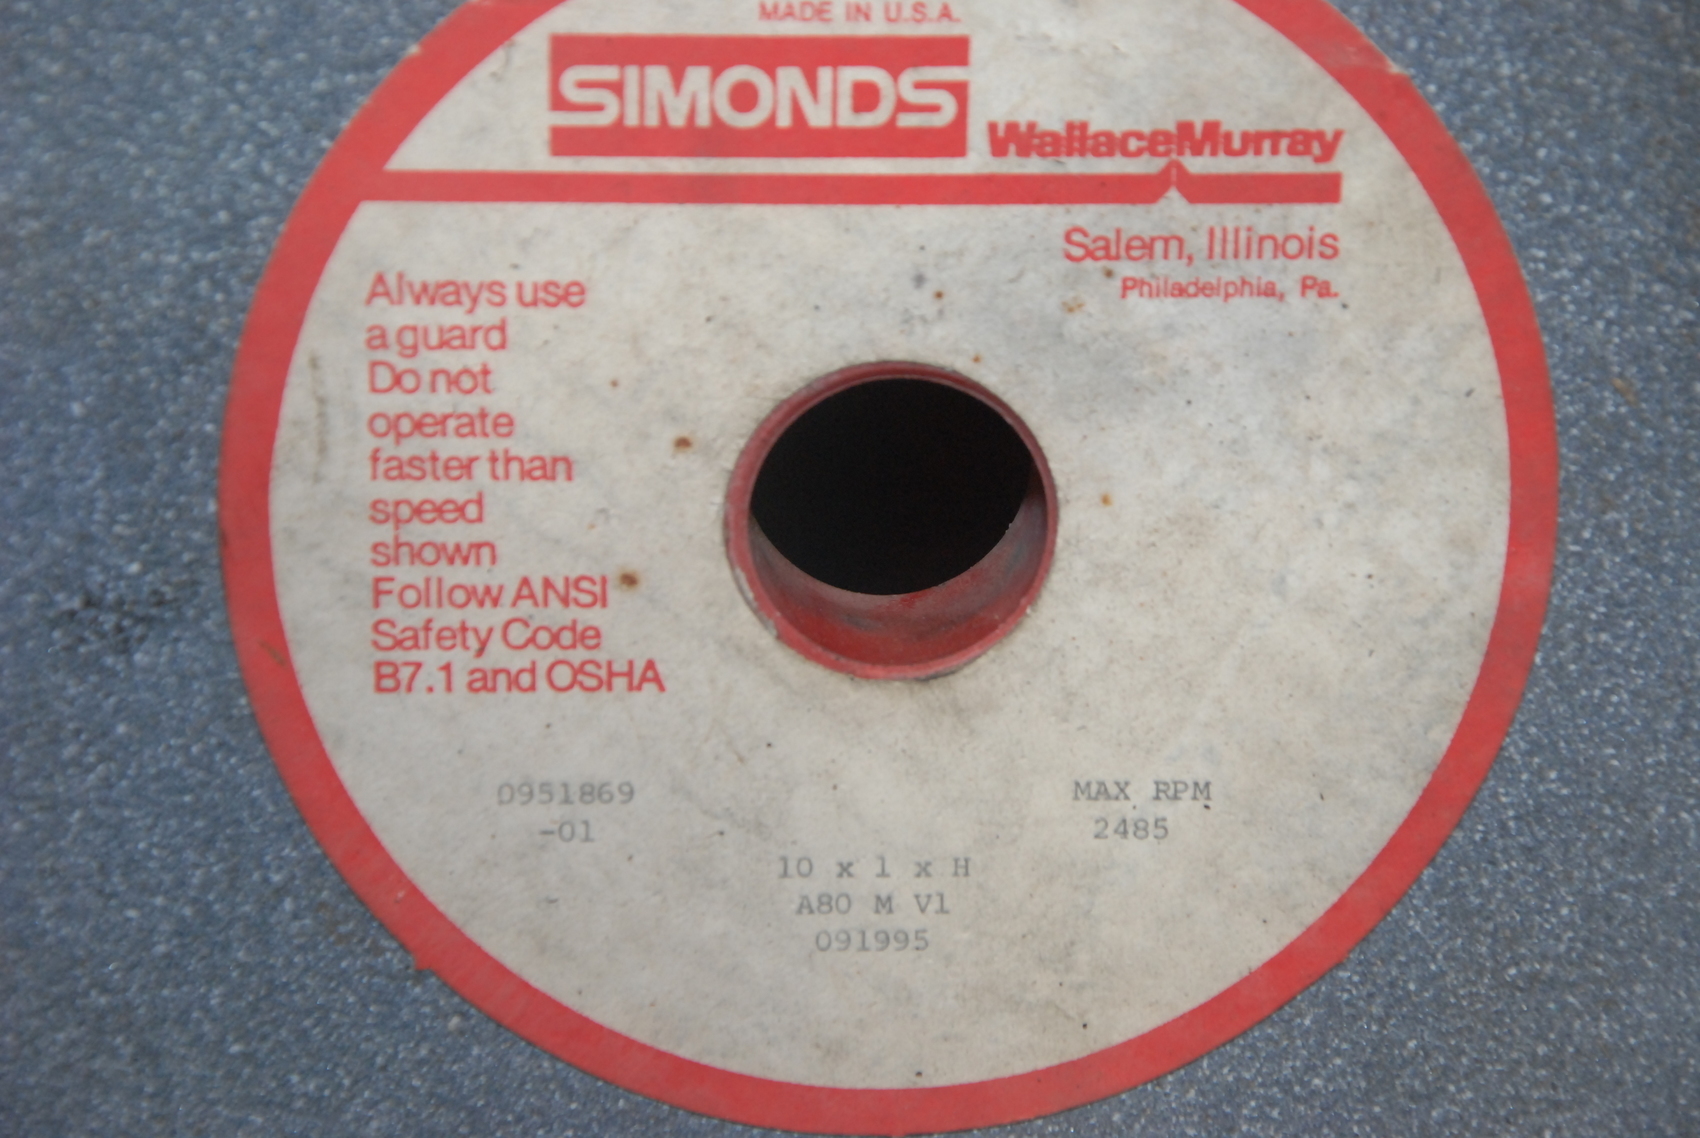 MADE IN U.S.A.
SIMONDS
WallaceMurray
Salem, Illinois
Philadelphia, Pa.
Always use
a guard
Do not
operate
faster than
speed
shown
Follow ANSI
Safety Code
B7.1 and OSHA
0951869
-01
MAX RPM
2485
10 x 1 x H
A80 M V1
091995